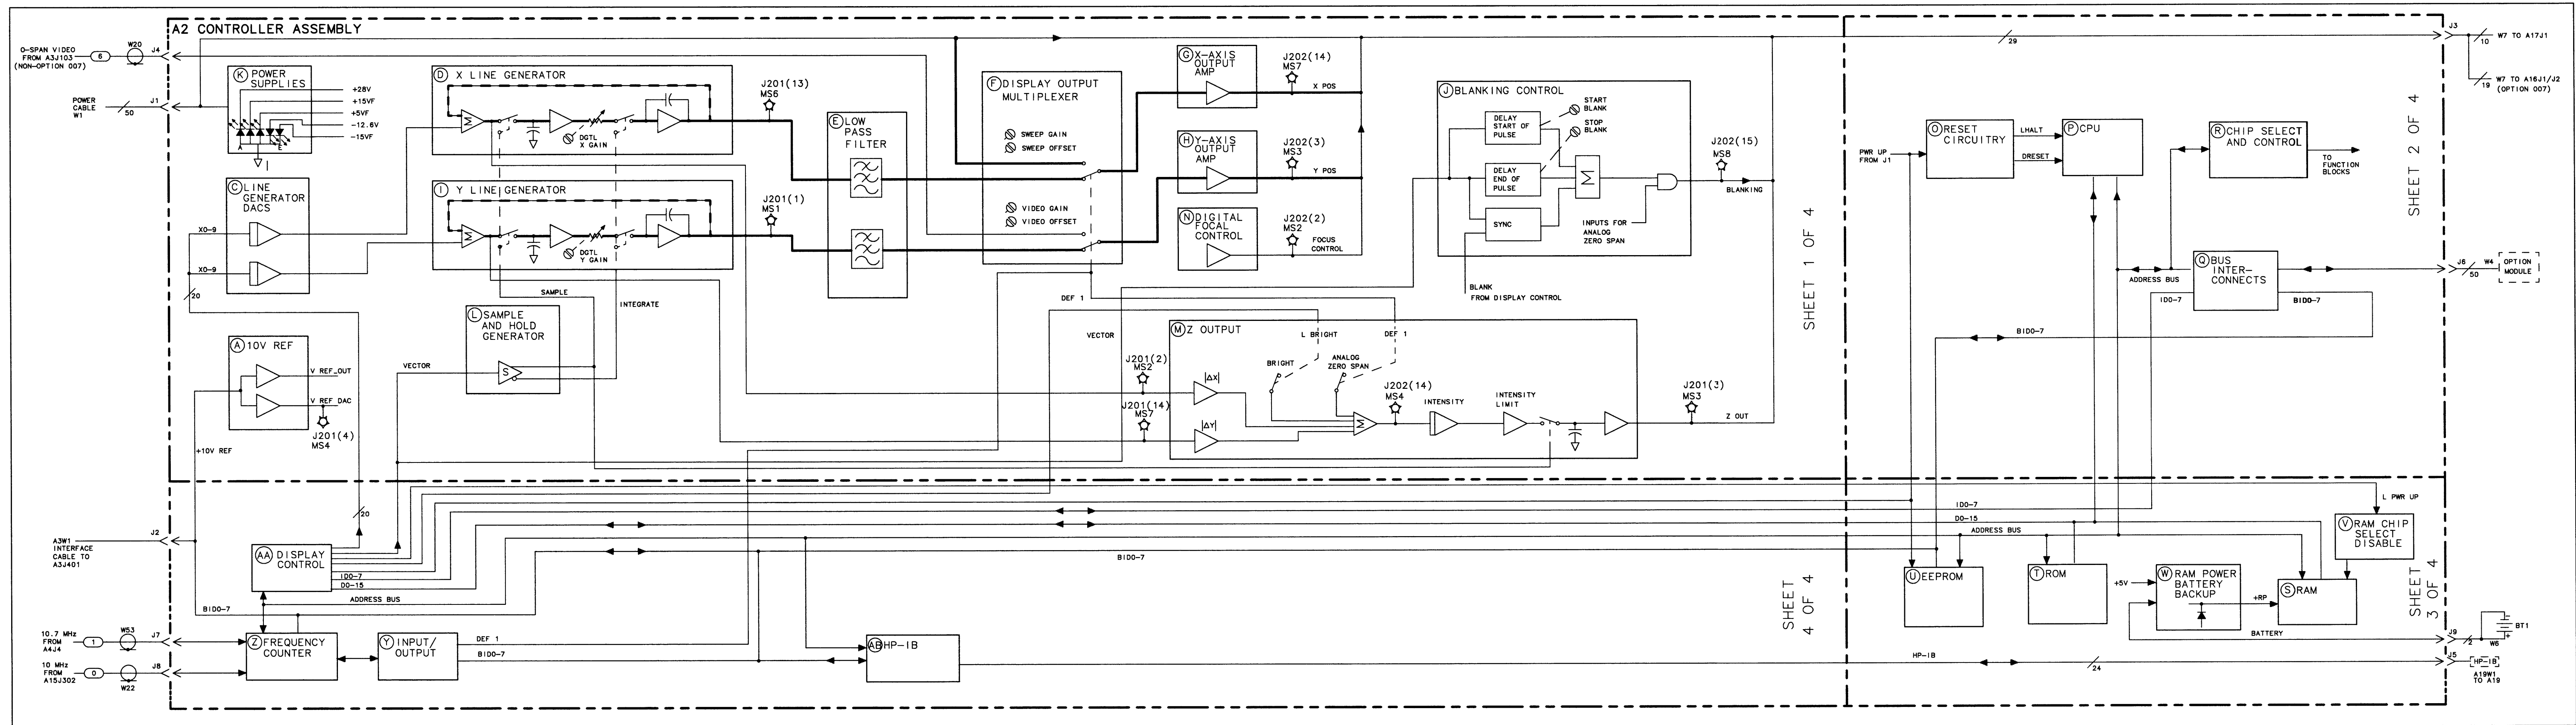 A2 CONTROLLER ASSEMBLY
0-SPAN VIDEO
FROM A3J103
(NON-OPTION 007)
6
W20
J4
POWER
CABLE
W1
50
J1
K POWER
SUPPLIES
+28V
+15VF
+5VF
-12.6V
-15VF
A
E
C LINE
GENERATOR
DACS
X0-9
X0-9
20
A 10V REF
V REF_OUT
V REF DAC
J201(4)
MS4
+10V REF
20
D X LINE GENERATOR
Σ
DGTL
X GAIN
J201(13)
MS6
I Y LINE GENERATOR
Σ
DGTL
Y GAIN
J201(1)
MS1
SAMPLE
INTEGRATE
L SAMPLE
AND HOLD
GENERATOR
S
VECTOR
E LOW
PASS
FILTER
F DISPLAY OUTPUT
MULTIPLEXER
SWEEP GAIN
SWEEP OFFSET
VIDEO GAIN
VIDEO OFFSET
G X-AXIS
OUTPUT
AMP
J202(14)
MS7
X POS
H Y-AXIS
OUTPUT
AMP
J202(3)
MS3
Y POS
N DIGITAL
FOCAL
CONTROL
J202(2)
MS2
FOCUS
CONTROL
J BLANKING CONTROL
DELAY
START OF
PULSE
START
BLANK
STOP
BLANK
DELAY
END OF
PULSE
Σ
SYNC
INPUTS FOR
ANALOG
ZERO SPAN
J202(15)
MS8
BLANKING
BLANK
FROM DISPLAY CONTROL
DEF 1
VECTOR
M Z OUTPUT
L BRIGHT
DEF 1
BRIGHT
ANALOG
ZERO SPAN
J201(2)
MS2
|ΔX|
J201(14)
MS7
|ΔY|
Σ
J202(14)
MS4
INTENSITY
INTENSITY
LIMIT
J201(3)
MS3
Z OUT
SHEET 1 OF 4
29
J3
10
W7 TO A17J1
19
W7 TO A16J1/J2
(OPTION 007)
SHEET 2 OF 4
PWR UP
FROM J1
O RESET
CIRCUITRY
LHALT
DRESET
P CPU
R CHIP SELECT
AND CONTROL
TO
FUNCTION
BLOCKS
Q BUS
INTER-
CONNECTS
ADDRESS BUS
ID0-7
BID0-7
BID0-7
J6
50
W4
OPTION
MODULE
A3W1
INTERFACE
CABLE TO
A3J401
J2
AA DISPLAY
CONTROL
ID0-7
D0-15
ADDRESS BUS
BID0-7
10.7 MHz
FROM
A4J4
1
W53
J7
10 MHz
FROM
A15J302
0
W22
J8
Z FREQUENCY
COUNTER
Y INPUT/
OUTPUT
DEF 1
BID0-7
AB HP-IB
BID0-7
SHEET
4 OF 4
ID0-7
D0-15
ADDRESS BUS
L PWR UP
V RAM CHIP
SELECT
DISABLE
U EEPROM
T ROM
+5V
W RAM POWER
BATTERY
BACKUP
+RP
S RAM
SHEET
3 OF 4
BATTERY
J9
2
W6
BT1
+
HP-IB
24
J5
HP-IB
A19W1
TO A19